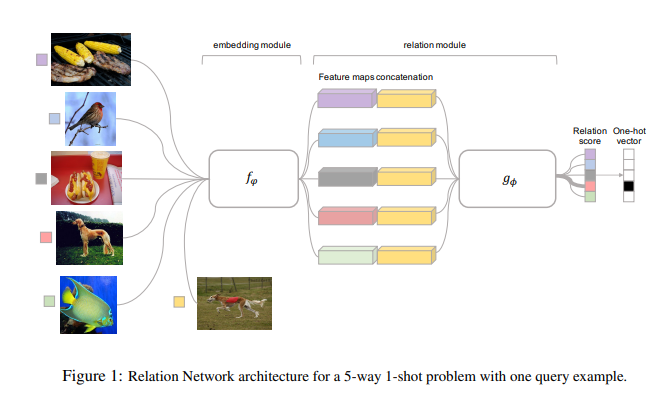 embedding module
relation module
Feature maps concatenation
Relation score
One-hot vector
fφ
gϕ
Figure 1: Relation Network architecture for a 5-way 1-shot problem with one query example.